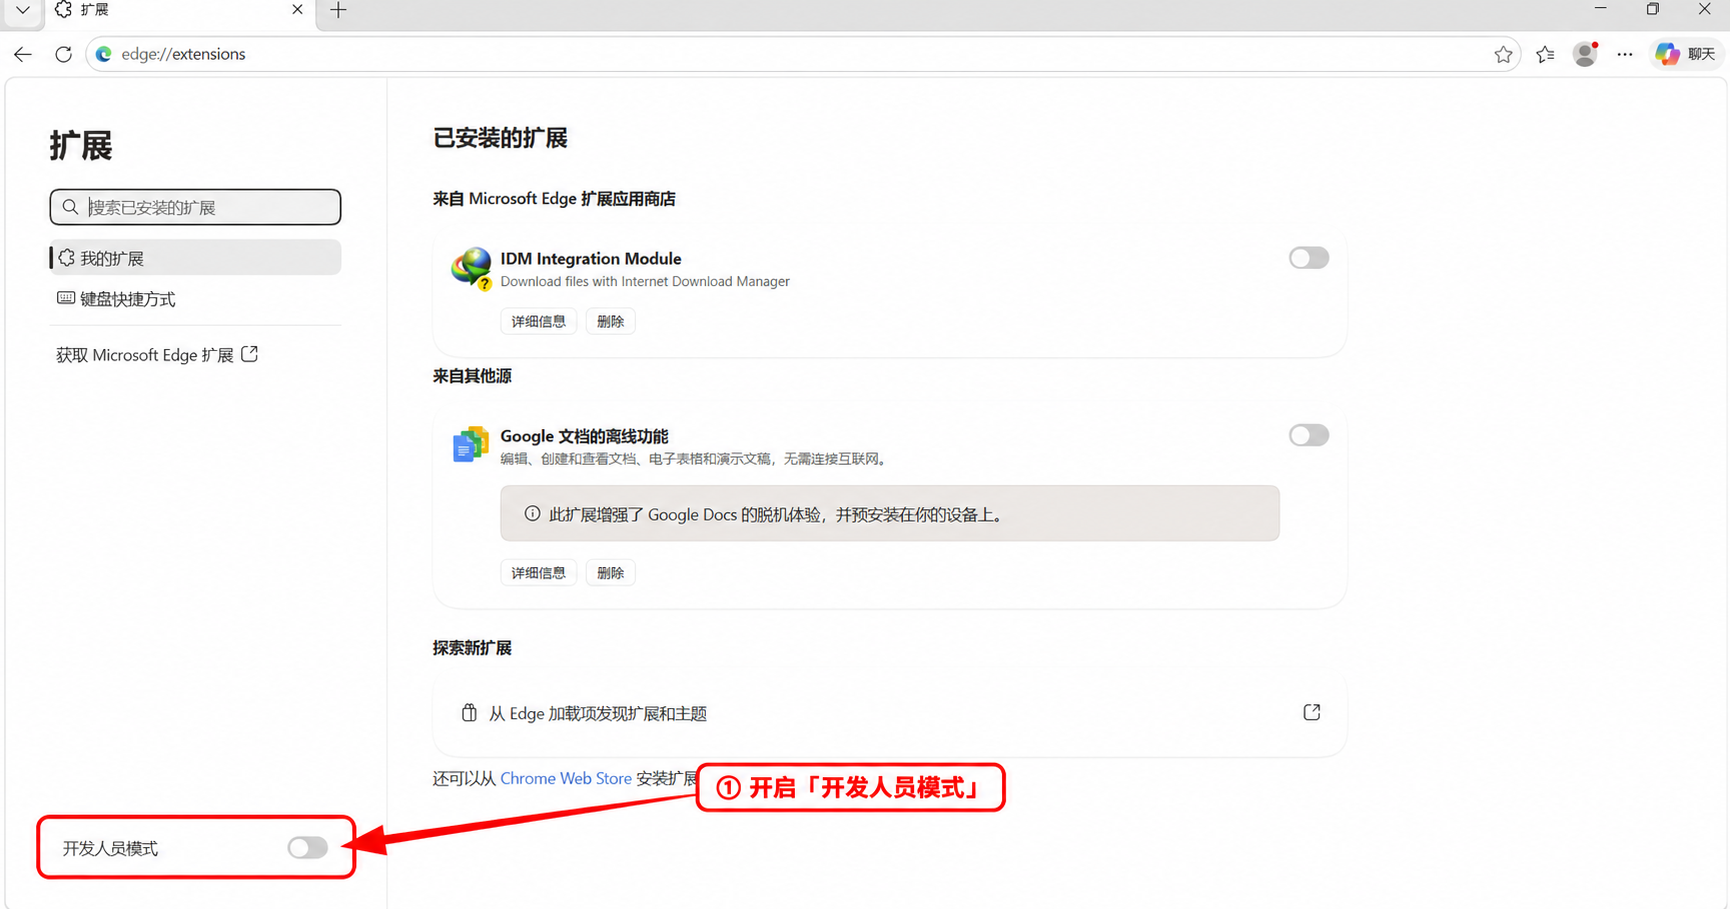 扩展
edge://extensions
聊天
扩展
搜索已安装的扩展
我的扩展
键盘快捷方式
获取 Microsoft Edge 扩展
开发人员模式
已安装的扩展
来自 Microsoft Edge 扩展应用商店
IDM Integration Module
Download files with Internet Download Manager
详细信息 删除
来自其他源
Google 文档的离线功能
编辑、创建和查看文档、电子表格和演示文稿，无需连接互联网。
此扩展增强了 Google Docs 的脱机体验，并预安装在你的设备上。
详细信息 删除
探索新扩展
从 Edge 加载项发现扩展和主题
还可以从 Chrome Web Store 安装扩展
① 开启「开发人员模式」